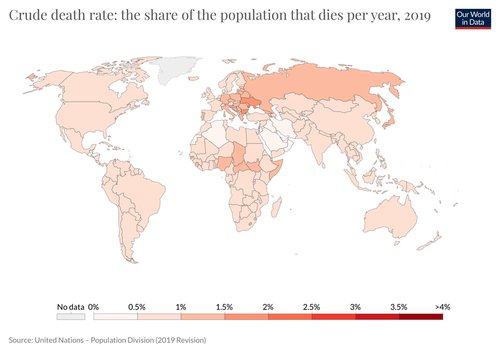 Crude death rate: the share of the population that dies per year, 2019
Our World
in Data
No data 0% 0.5% 1% 1.5% 2% 2.5% 3% 3.5% >4%
Source: United Nations – Population Division (2019 Revision)